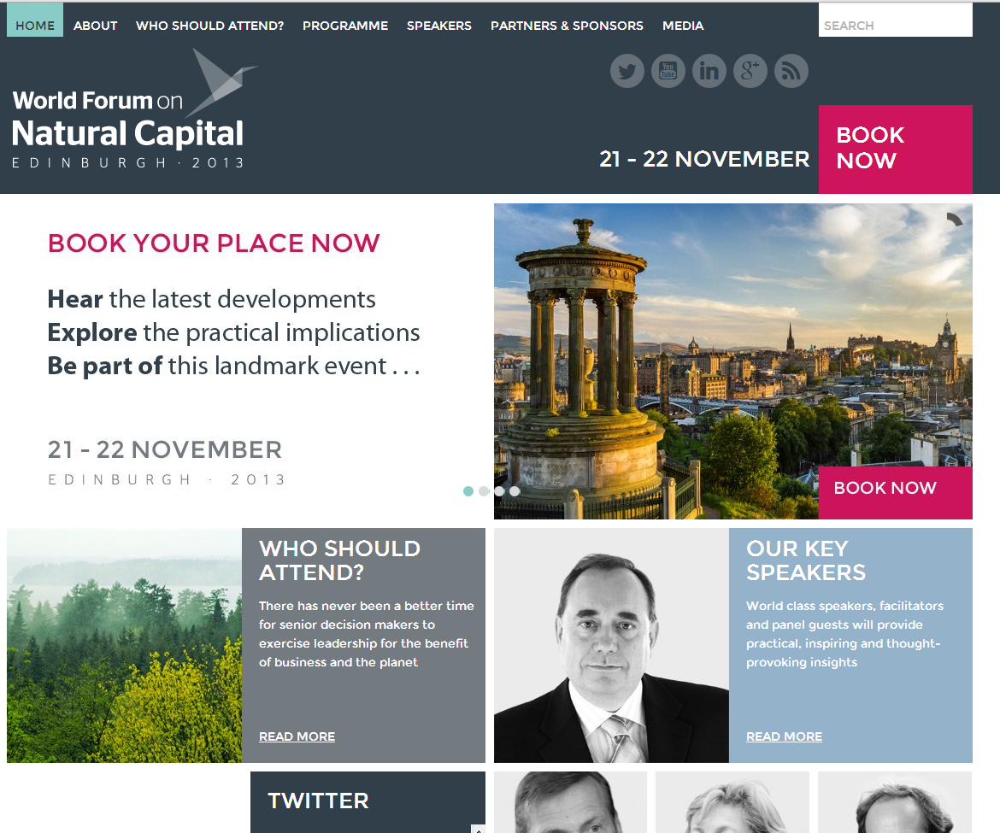 HOME ABOUT WHO SHOULD ATTEND? PROGRAMME SPEAKERS PARTNERS & SPONSORS MEDIA SEARCH
You
Tube
in
g+
World Forum on
Natural Capital
EDINBURGH · 2013
21 - 22 NOVEMBER
BOOK
NOW
BOOK YOUR PLACE NOW
Hear the latest developments
Explore the practical implications
Be part of this landmark event . . .
21 - 22 NOVEMBER
EDINBURGH · 2013
BOOK NOW
WHO SHOULD
ATTEND?
There has never been a better time
for senior decision makers to
exercise leadership for the benefit
of business and the planet
READ MORE
OUR KEY
SPEAKERS
World class speakers, facilitators
and panel guests will provide
practical, inspiring and thought-
provoking insights
READ MORE
TWITTER